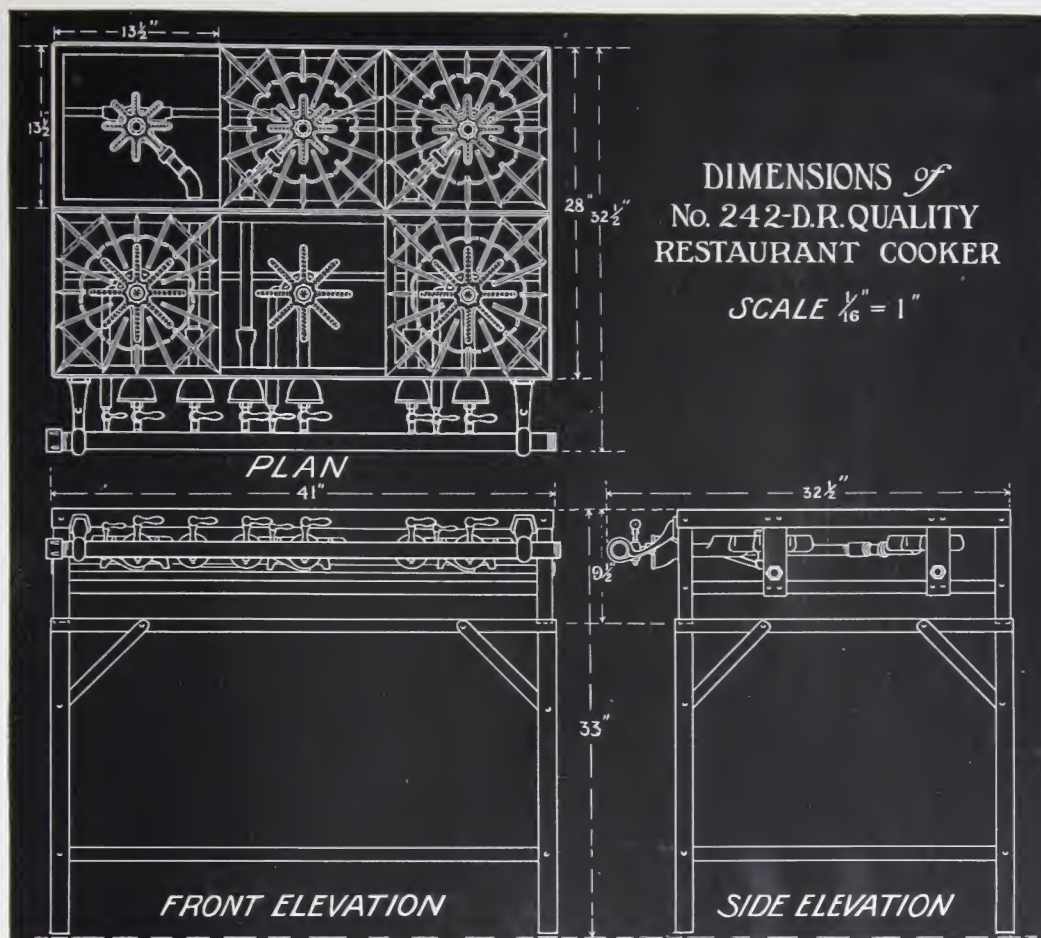 13½"
13½
28"
32½"
DIMENSIONS of
No. 242-D.R. QUALITY
RESTAURANT COOKER
SCALE 1/16" = 1"
PLAN
41"
32½"
9½"
33"
FRONT ELEVATION
SIDE ELEVATION